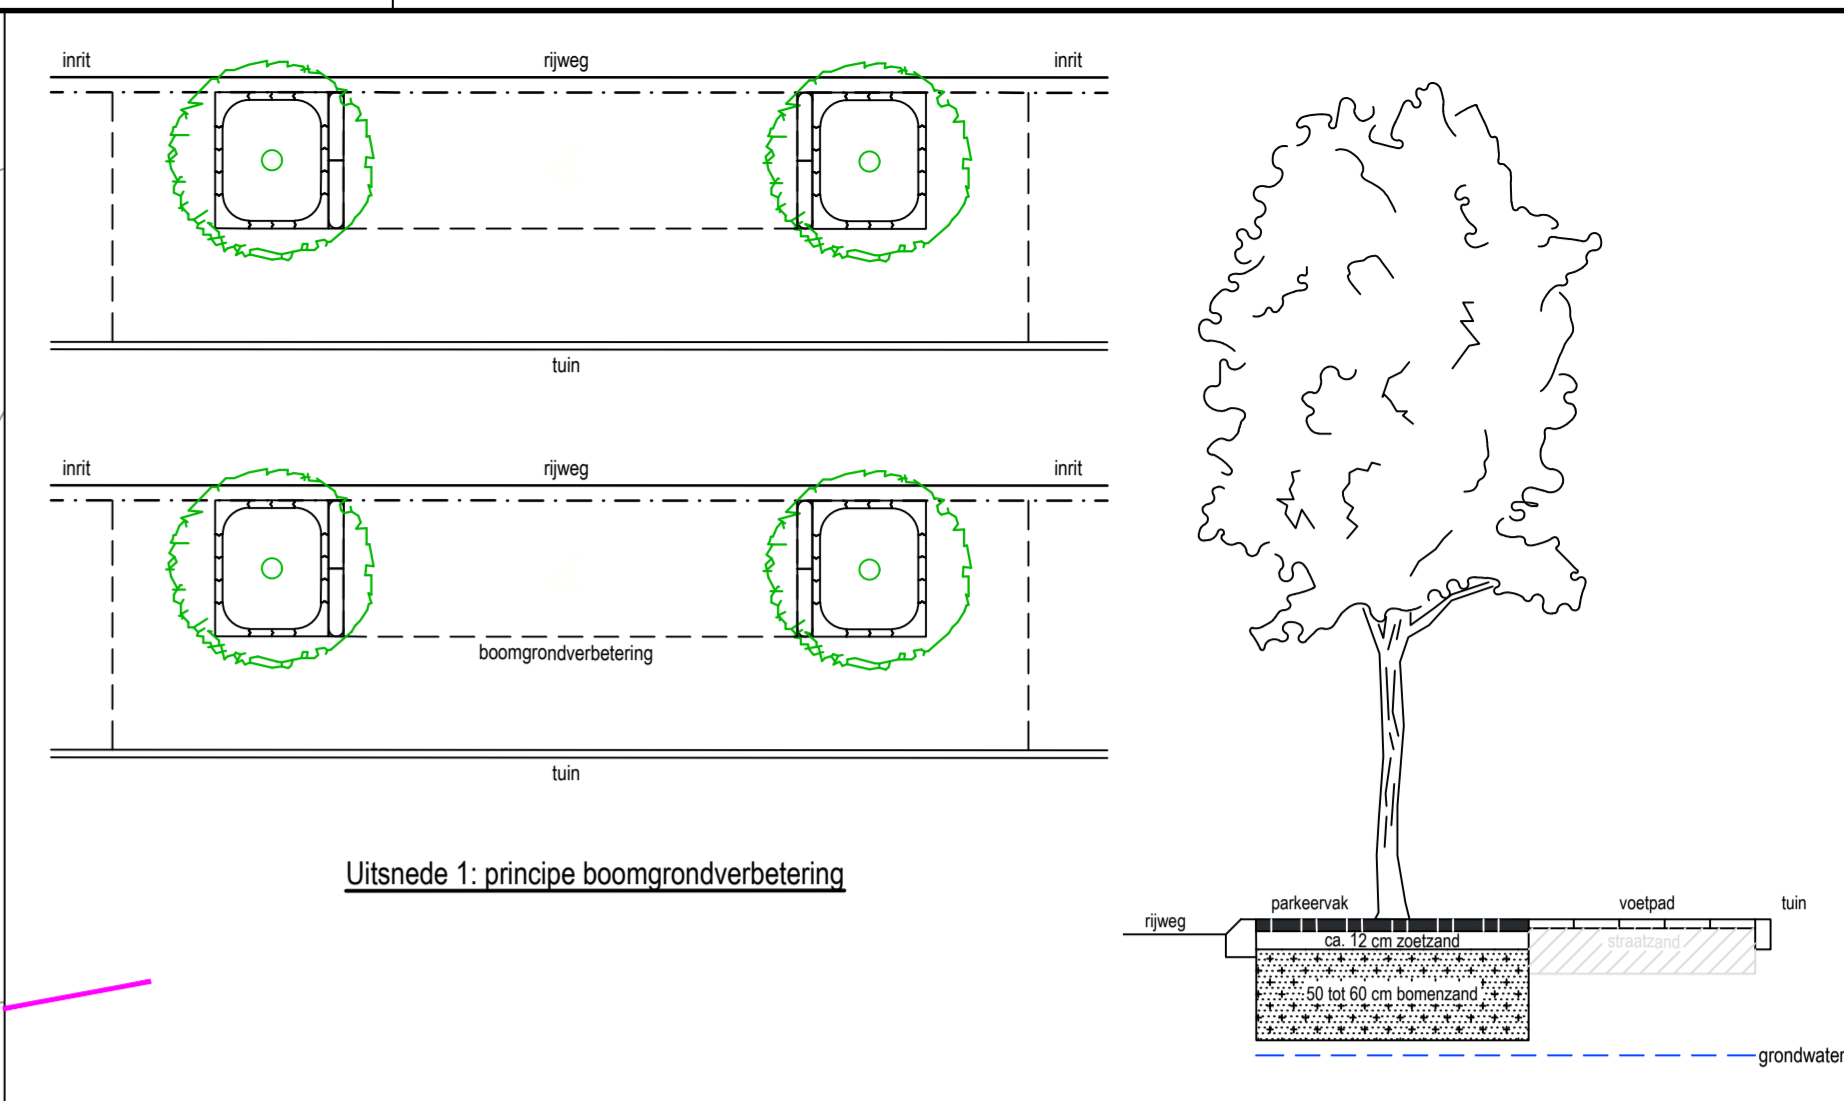 inrit rijweg inrit
tuin
inrit rijweg inrit
boomgrondverbetering
tuin
Uitsnede 1: principe boomgrondverbetering
rijweg parkeervak voetpad tuin
ca. 12 cm zoetzand straatzand
50 tot 60 cm bomenzand
grondwater